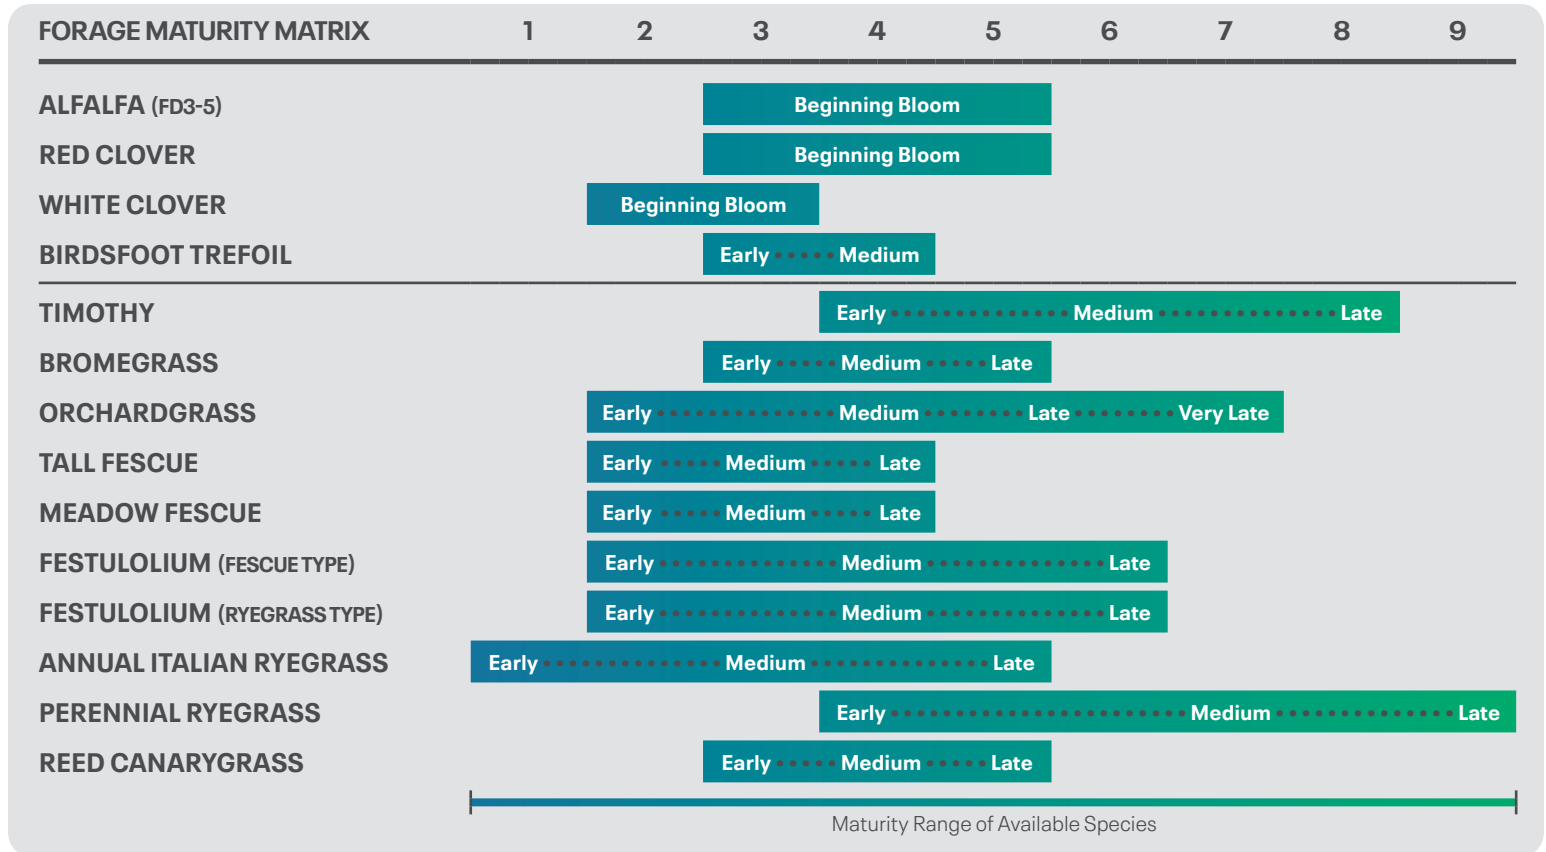 FORAGE MATURITY MATRIX 1 2 3 4 5 6 7 8 9
ALFALFA (FD3-5) Beginning Bloom
RED CLOVER Beginning Bloom
WHITE CLOVER Beginning Bloom
BIRDSFOOT TREFOIL Early Medium
TIMOTHY Early Medium Late
BROMEGRASS Early Medium Late
ORCHARDGRASS Early Medium Late Very Late
TALL FESCUE Early Medium Late
MEADOW FESCUE Early Medium Late
FESTULOLIUM (FESCUE TYPE) Early Medium Late
FESTULOLIUM (RYEGRASS TYPE) Early Medium Late
ANNUAL ITALIAN RYEGRASS Early Medium Late
PERENNIAL RYEGRASS Early Medium Late
REED CANARYGRASS Early Medium Late
Maturity Range of Available Species